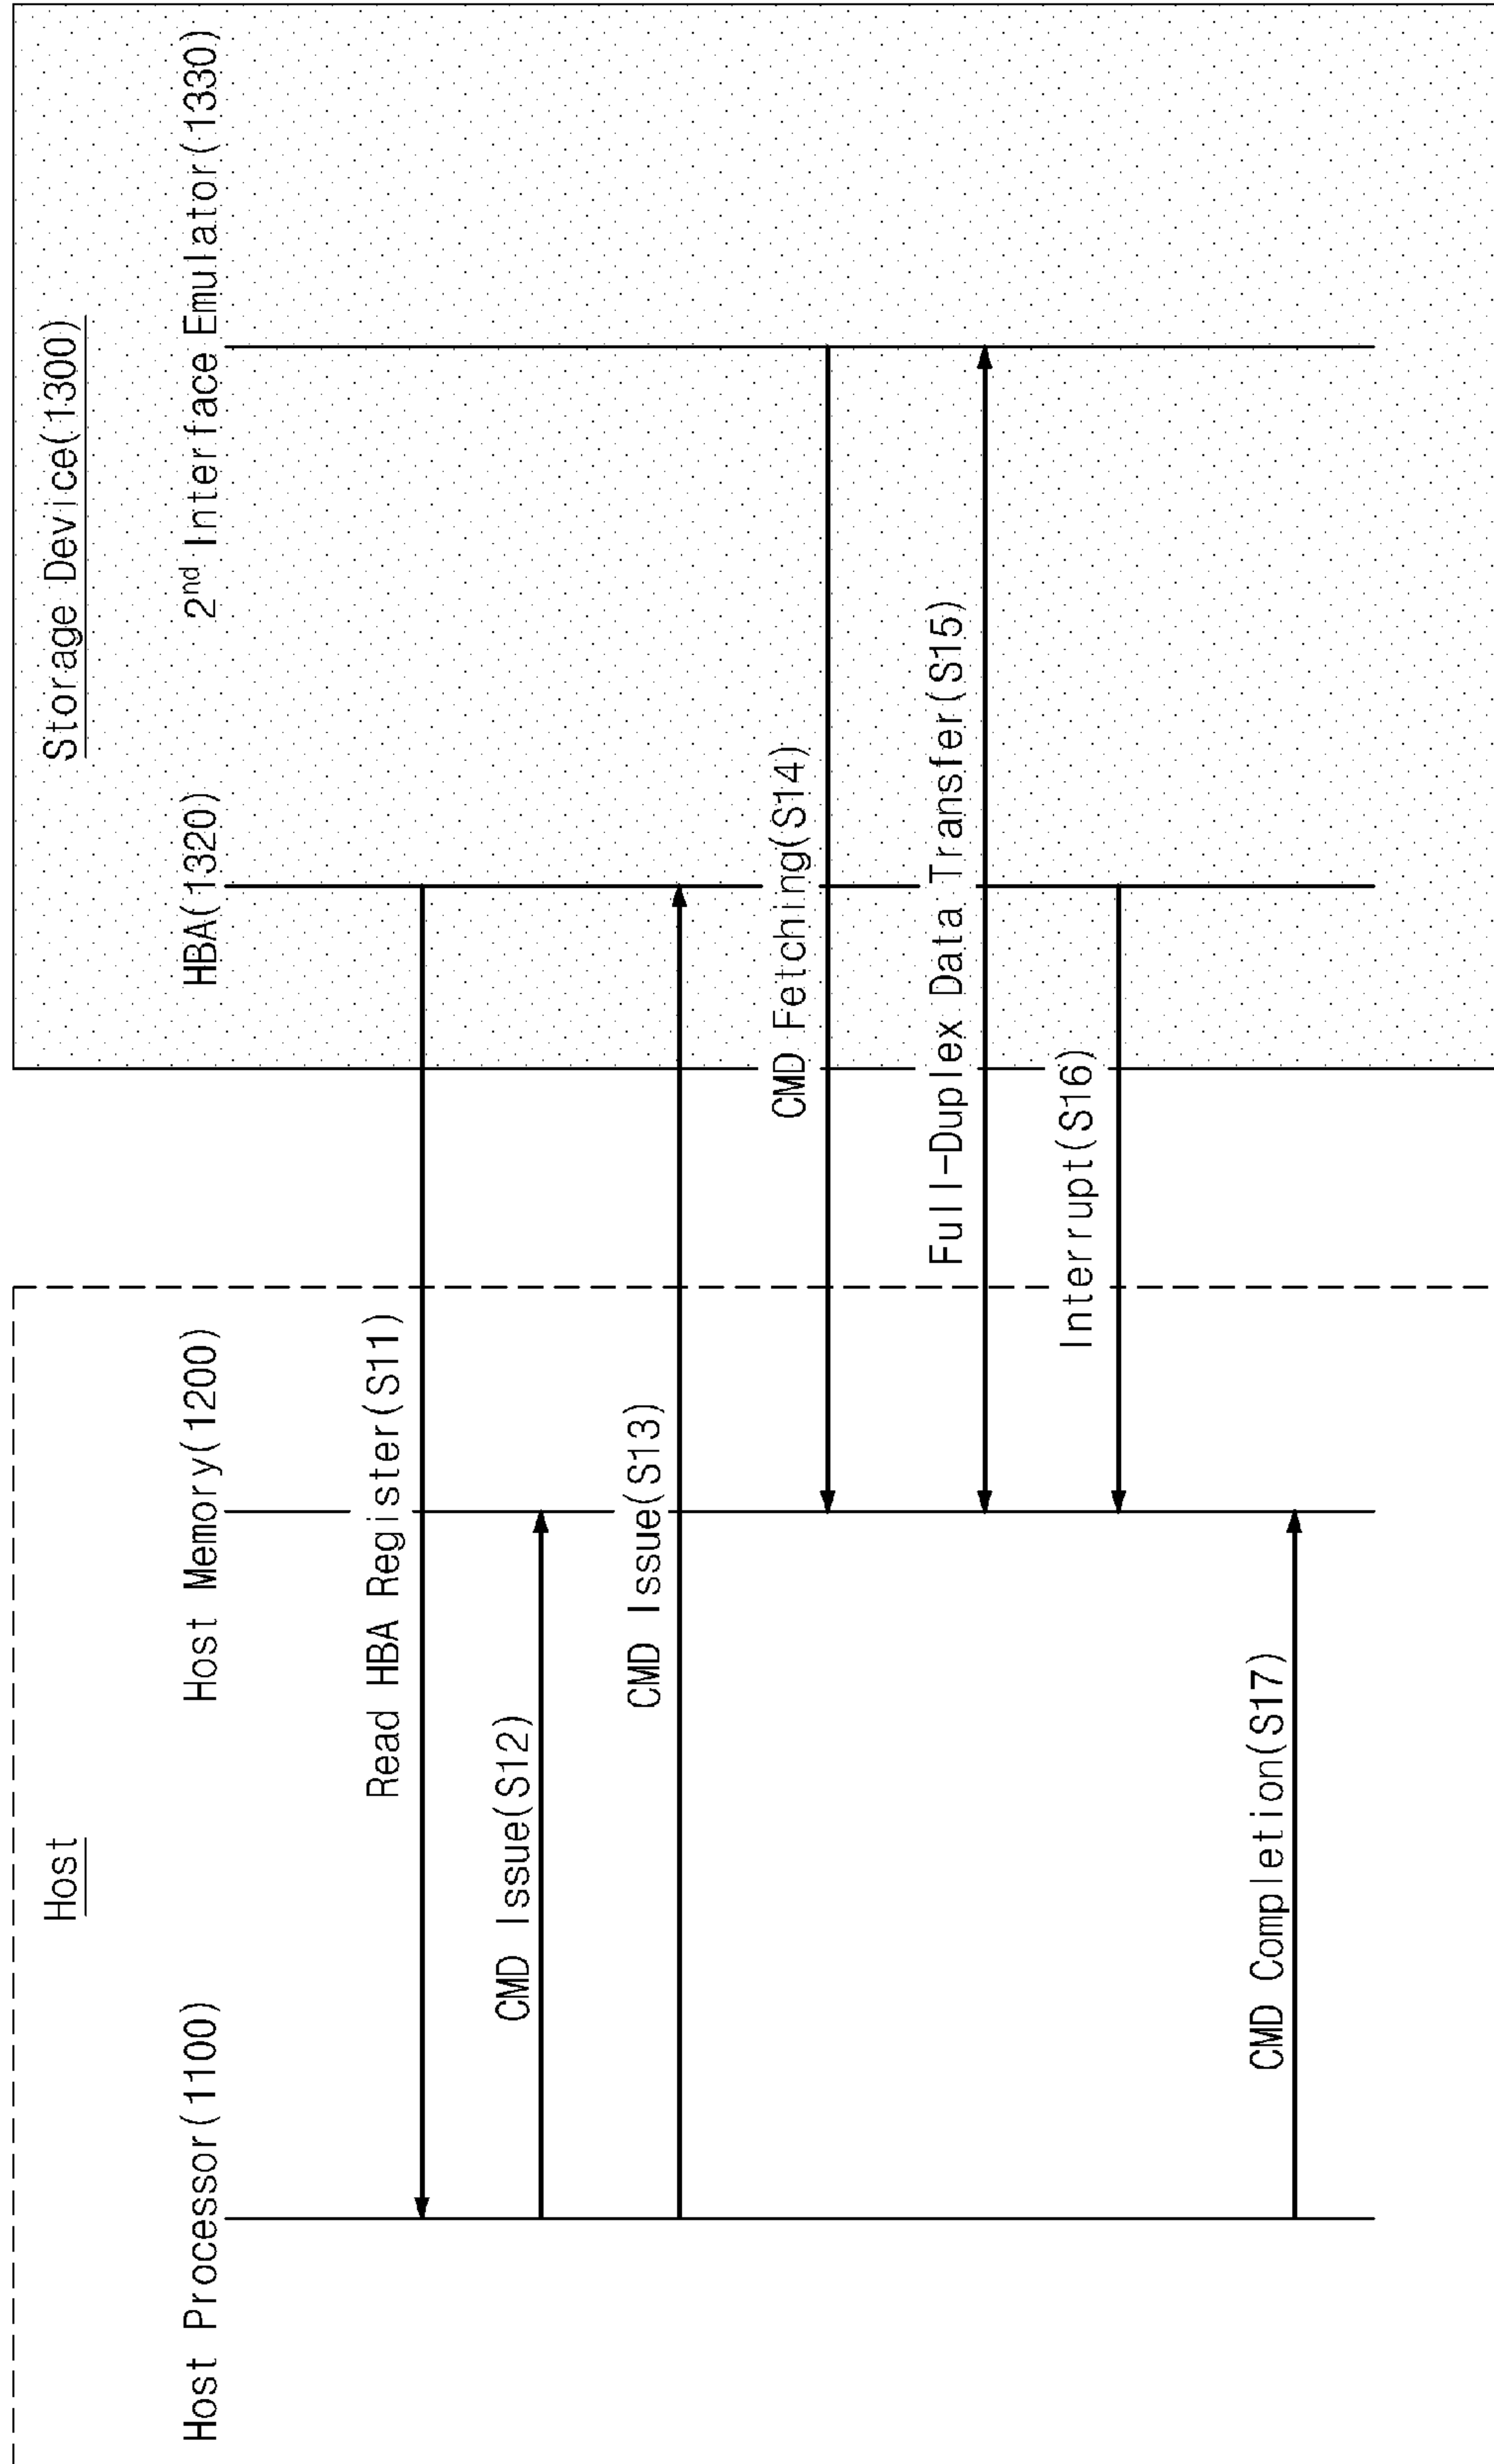 Host
Storage Device(1300)
Host Processor(1100)
Host Memory(1200)
HBA(1320)
2nd Interface Emulator(1330)
Read HBA Register(S11)
CMD Issue(S12)
CMD Issue(S13)
CMD Fetching(S14)
Full-Duplex Data Transfer(S15)
Interrupt(S16)
CMD Completion(S17)